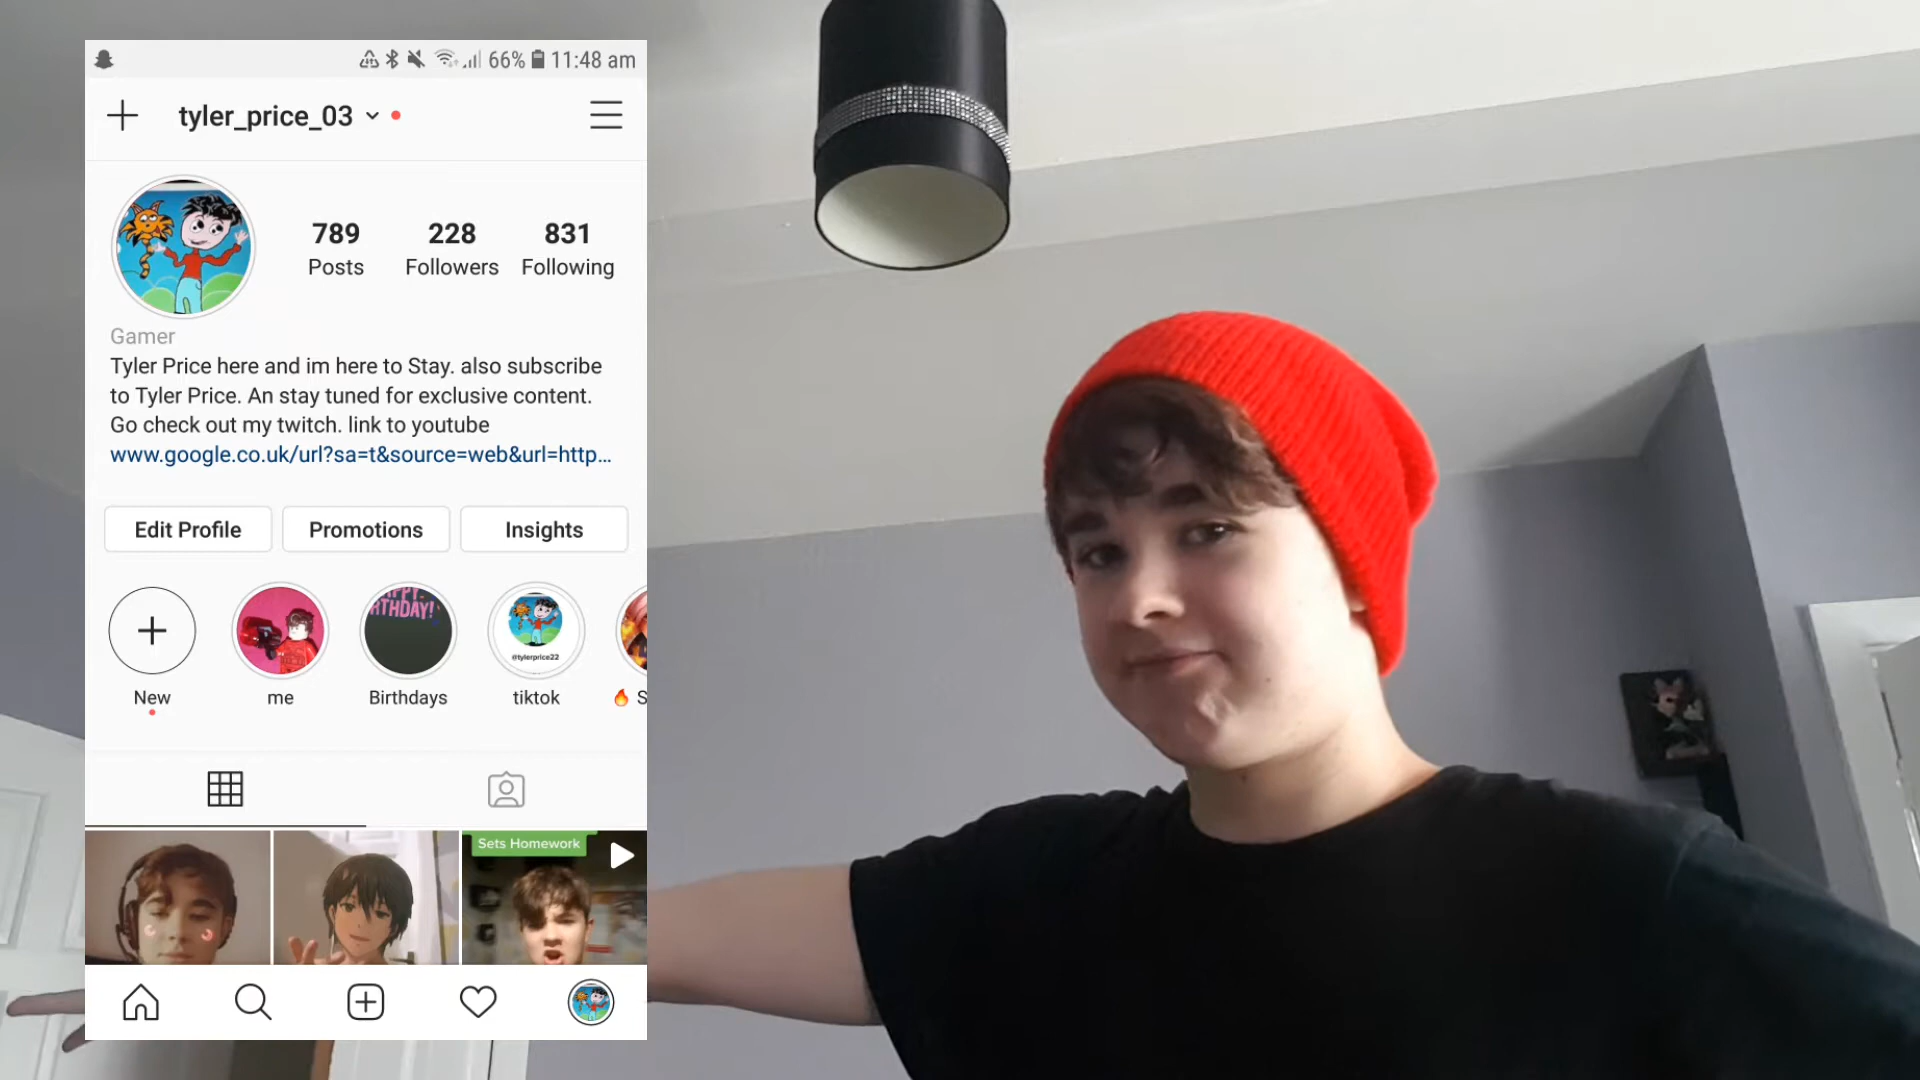 66% 11:48 am
tyler_price_03
789 228 831
Posts Followers Following
Gamer
Tyler Price here and im here to Stay. also subscribe
to Tyler Price. An stay tuned for exclusive content.
Go check out my twitch. link to youtube
www.google.co.uk/url?sa=t&source=web&url=http...
Edit Profile Promotions Insights
BIRTHDAY!
@tylerprice22
New me Birthdays tiktok 🔥 S
Sets Homework